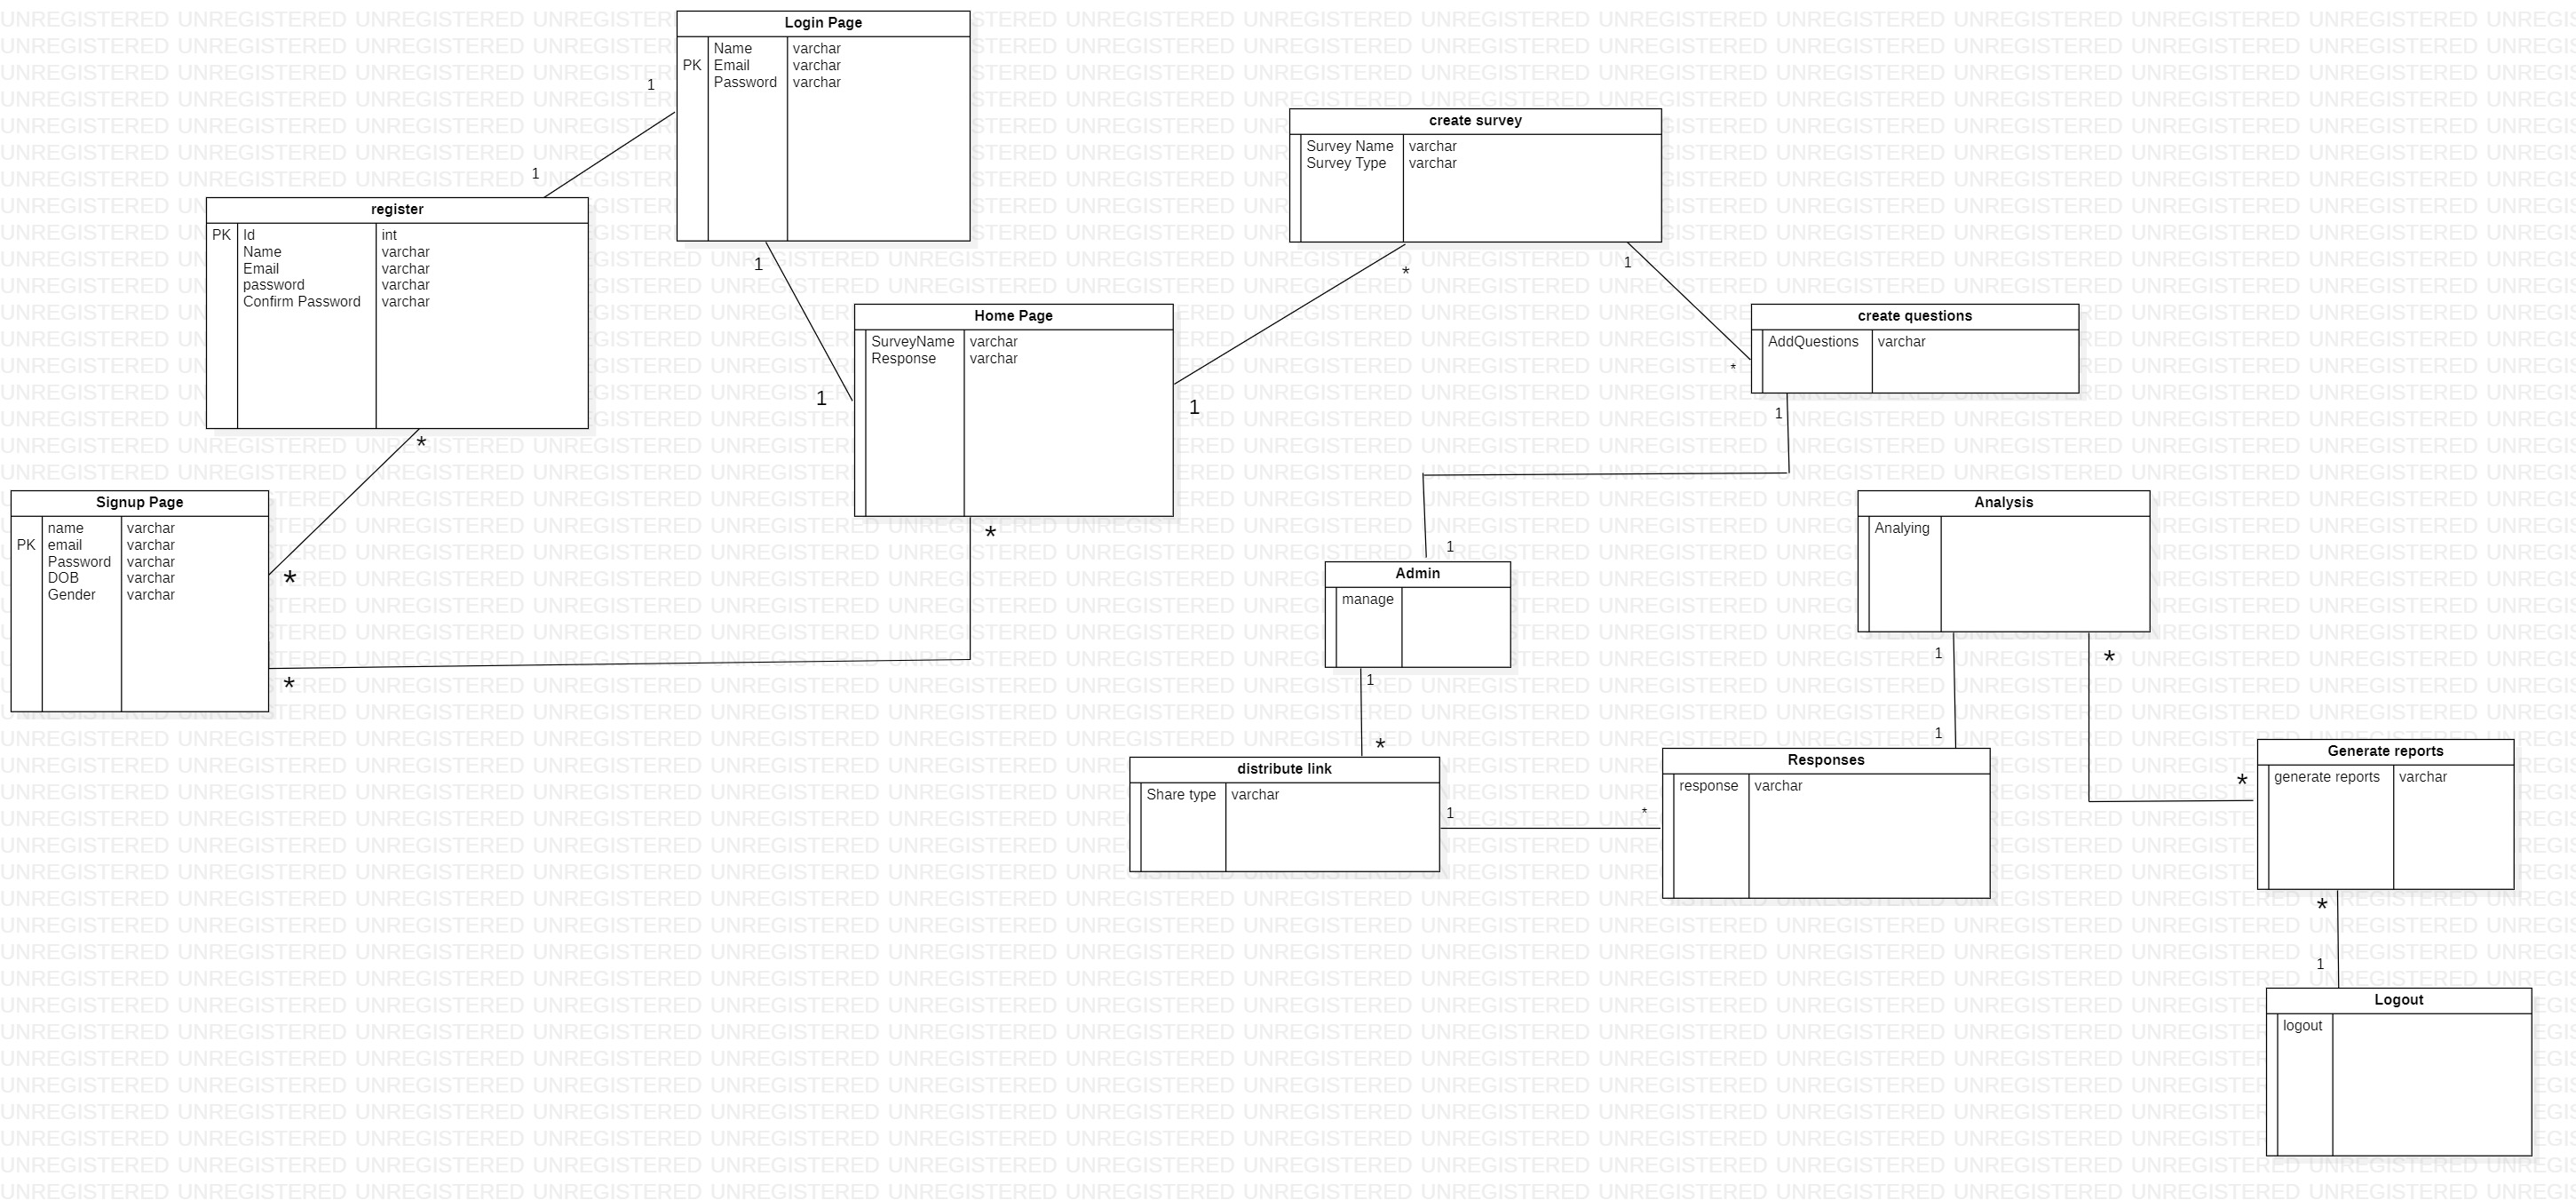 Login Page
Name varchar
PK Email varchar
Password varchar
1
1
1
1
register
PK Id int
Name varchar
Email varchar
password varchar
Confirm Password varchar
*
*
Signup Page
name varchar
PK email varchar
Password varchar
DOB varchar
Gender varchar
*
Home Page
SurveyName varchar
Response varchar
*
1
create survey
Survey Name varchar
Survey Type varchar
*
1
*
create questions
AddQuestions varchar
1
1
Admin
manage
1
*
distribute link
Share type varchar
1
*
Analysis
Analying
1
*
1
Responses
response varchar
*
Generate reports
generate reports varchar
*
1
Logout
logout
UNREGISTERED